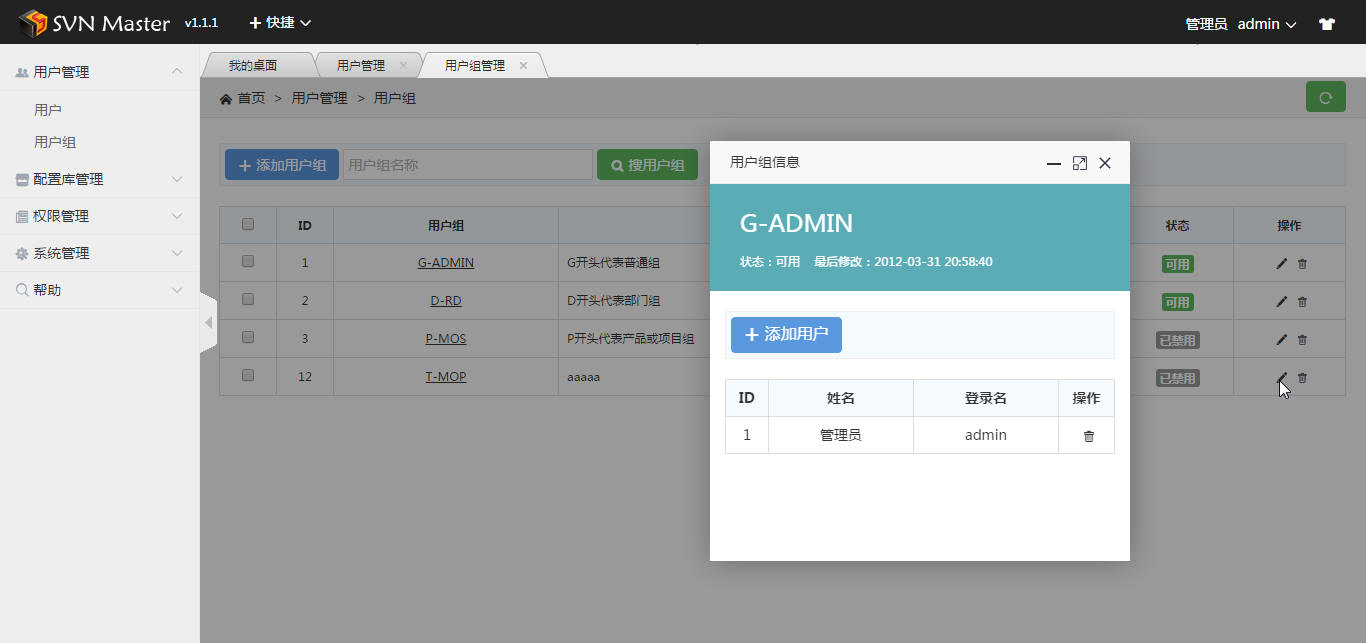 SVN Master v1.1.1 快捷 管理员 admin
用户管理
用户
用户组
配置库管理
权限管理
系统管理
帮助
我的桌面 用户管理 用户组管理
首页 > 用户管理 > 用户组
添加用户组 用户组名称 搜用户组
ID 用户组 状态 操作
1 G-ADMIN G开头代表普通组 可用
2 D-RD D开头代表部门组 可用
3 P-MOS P开头代表产品或项目组 已禁用
12 T-MOP aaaaa 已禁用
用户组信息
G-ADMIN
状态：可用 最后修改：2012-03-31 20:58:40
添加用户
ID 姓名 登录名 操作
1 管理员 admin